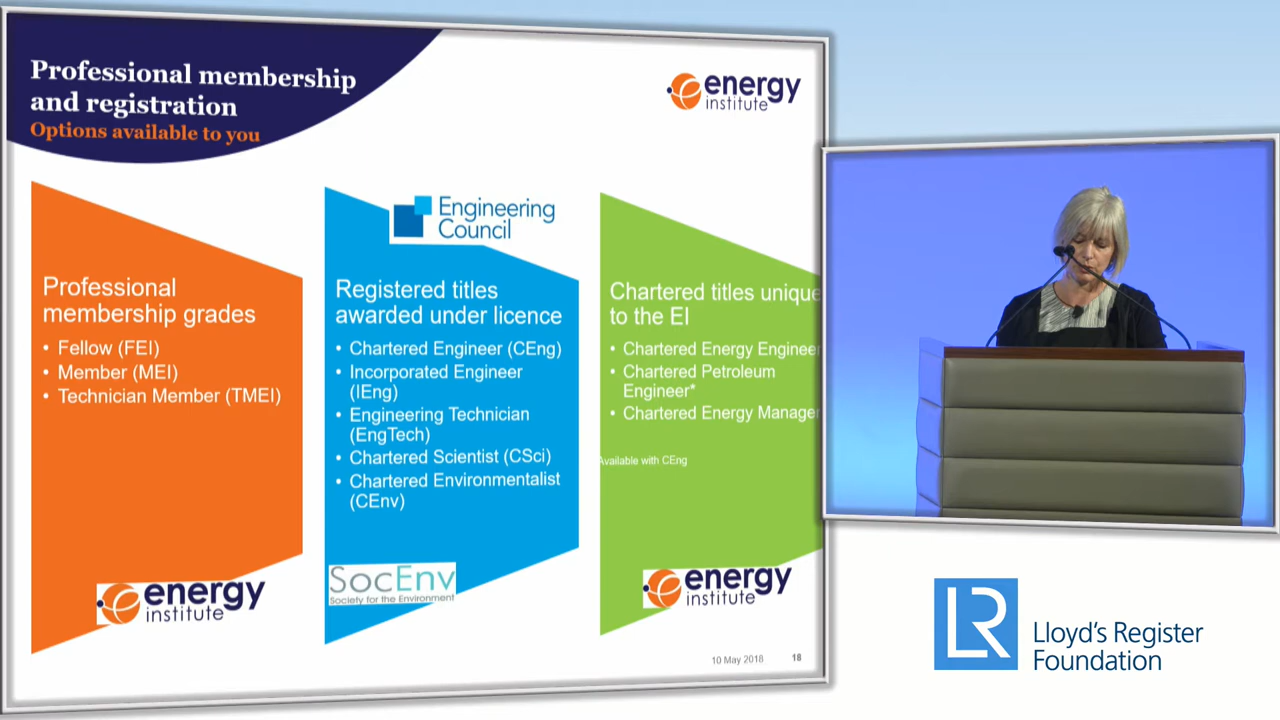 Professional membership
and registration
Options available to you
energy
institute
Engineering
Council
Professional
membership grades
• Fellow (FEI)
• Member (MEI)
• Technician Member (TMEI)
energy
institute
Registered titles
awarded under licence
• Chartered Engineer (CEng)
• Incorporated Engineer
(IEng)
• Engineering Technician
(EngTech)
• Chartered Scientist (CSci)
• Chartered Environmentalist
(CEnv)
SocEnv
Society for the Environment
Chartered titles unique
to the EI
• Chartered Energy Engineer
• Chartered Petroleum
Engineer*
• Chartered Energy Manager
Available with CEng
energy
institute
10 May 2018 18
LR
Lloyd's Register
Foundation